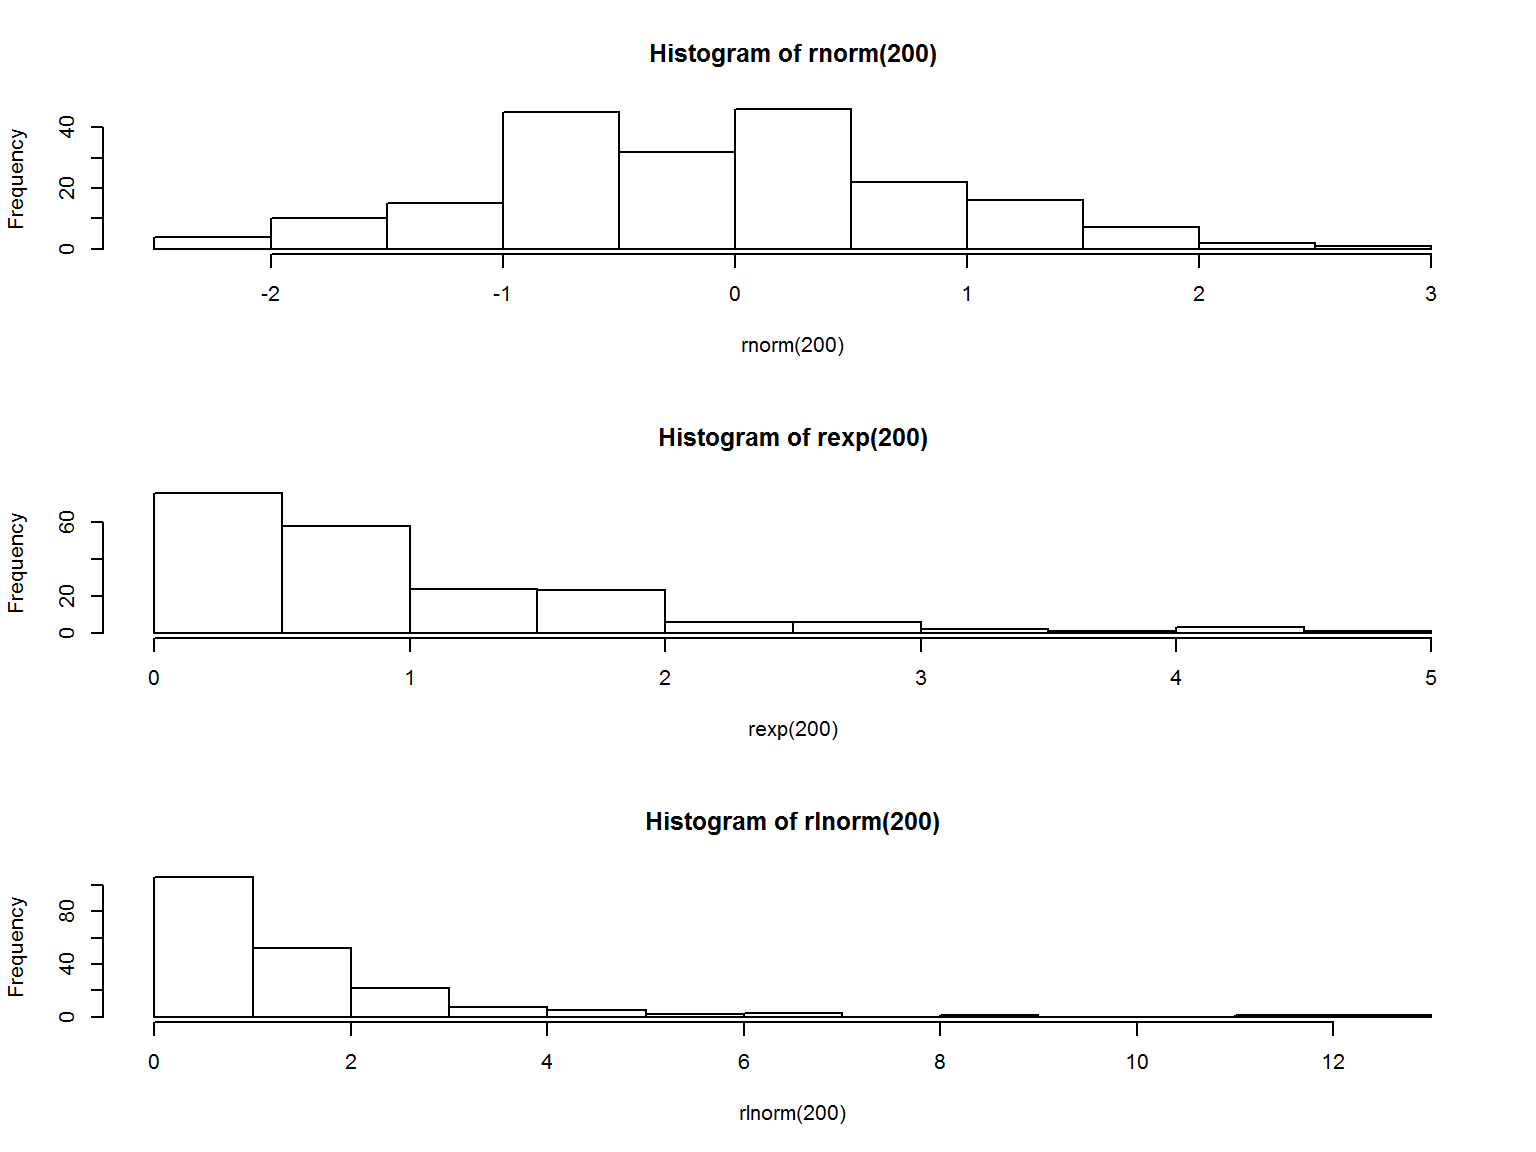 Histogram of rnorm(200)
Frequency
0 20 40
-2 -1 0 1 2 3
rnorm(200)
Histogram of rexp(200)
Frequency
0 20 60
0 1 2 3 4 5
rexp(200)
Histogram of rlnorm(200)
Frequency
0 40 80
0 2 4 6 8 10 12
rlnorm(200)